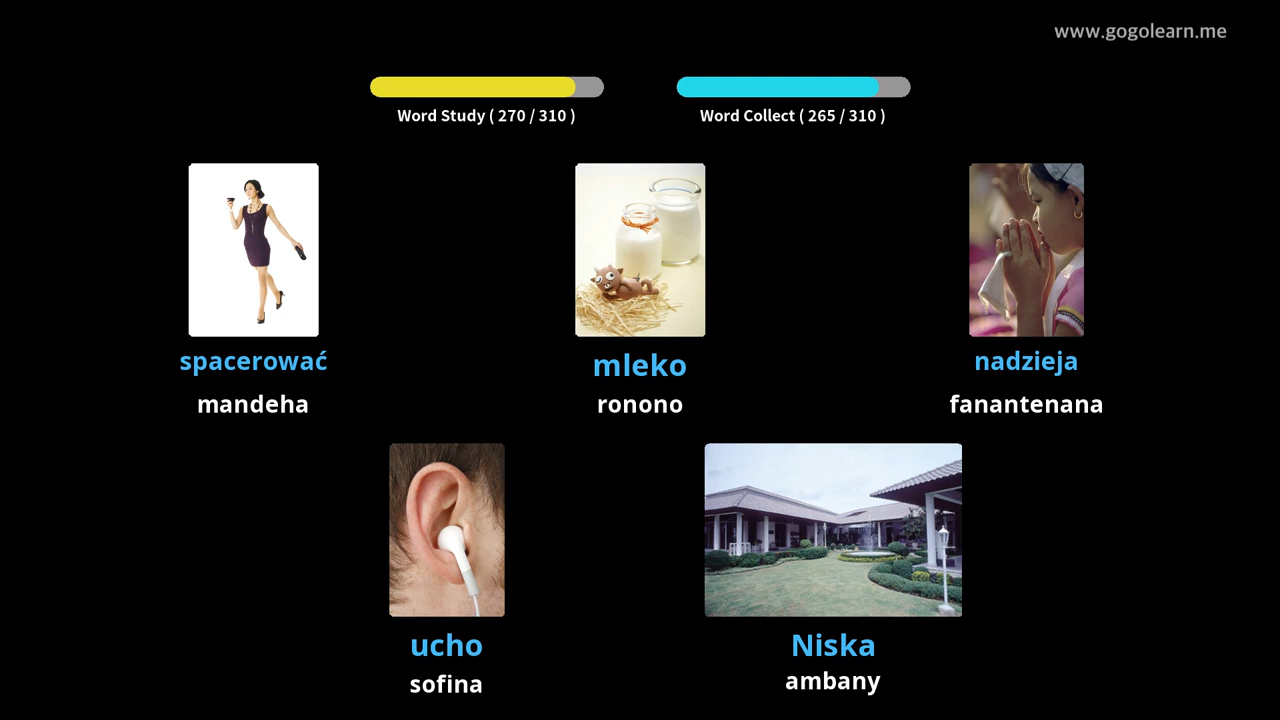 www.gogolearn.me
Word Study ( 270 / 310 )
Word Collect ( 265 / 310 )
spacerować
mandeha
mleko
ronono
nadzieja
fanantenana
ucho
sofina
Niska
ambany